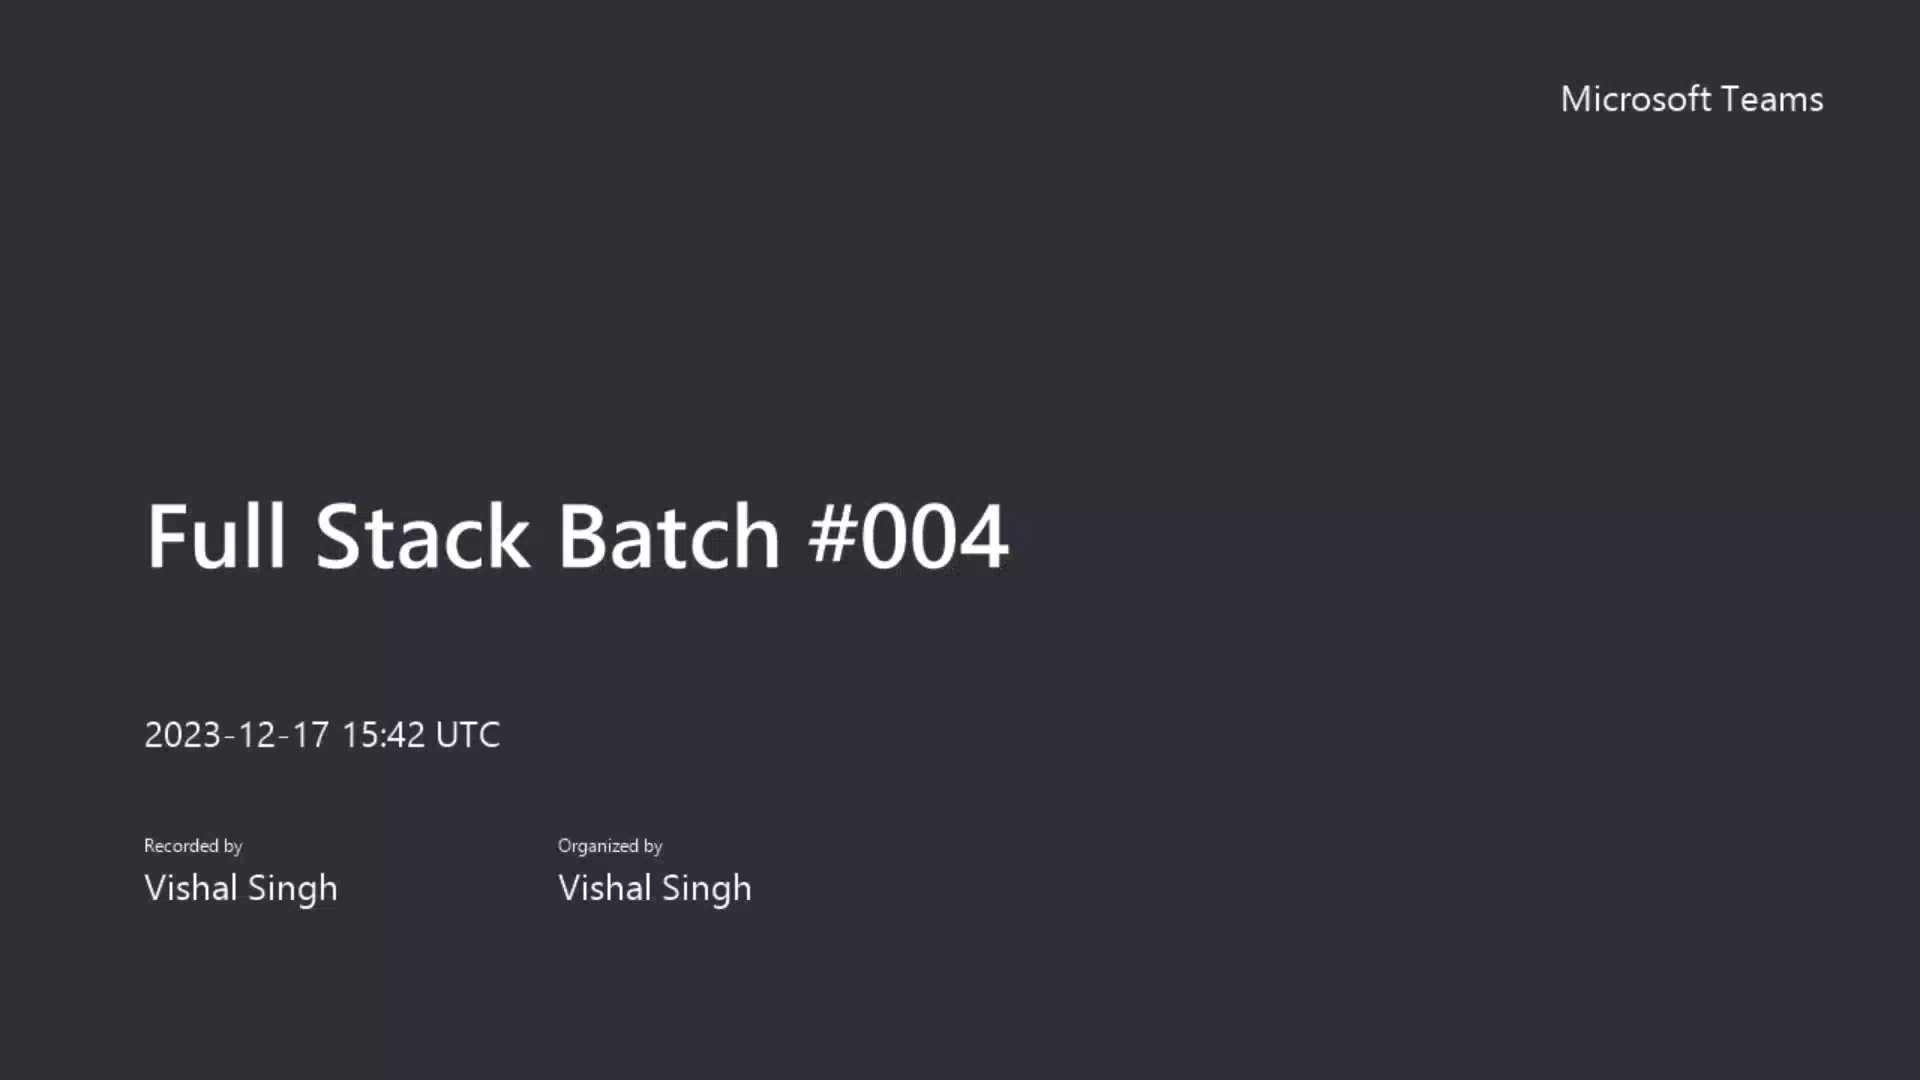 Microsoft Teams
Full Stack Batch #004
2023-12-17 15:42 UTC
Recorded by
Vishal Singh
Organized by
Vishal Singh